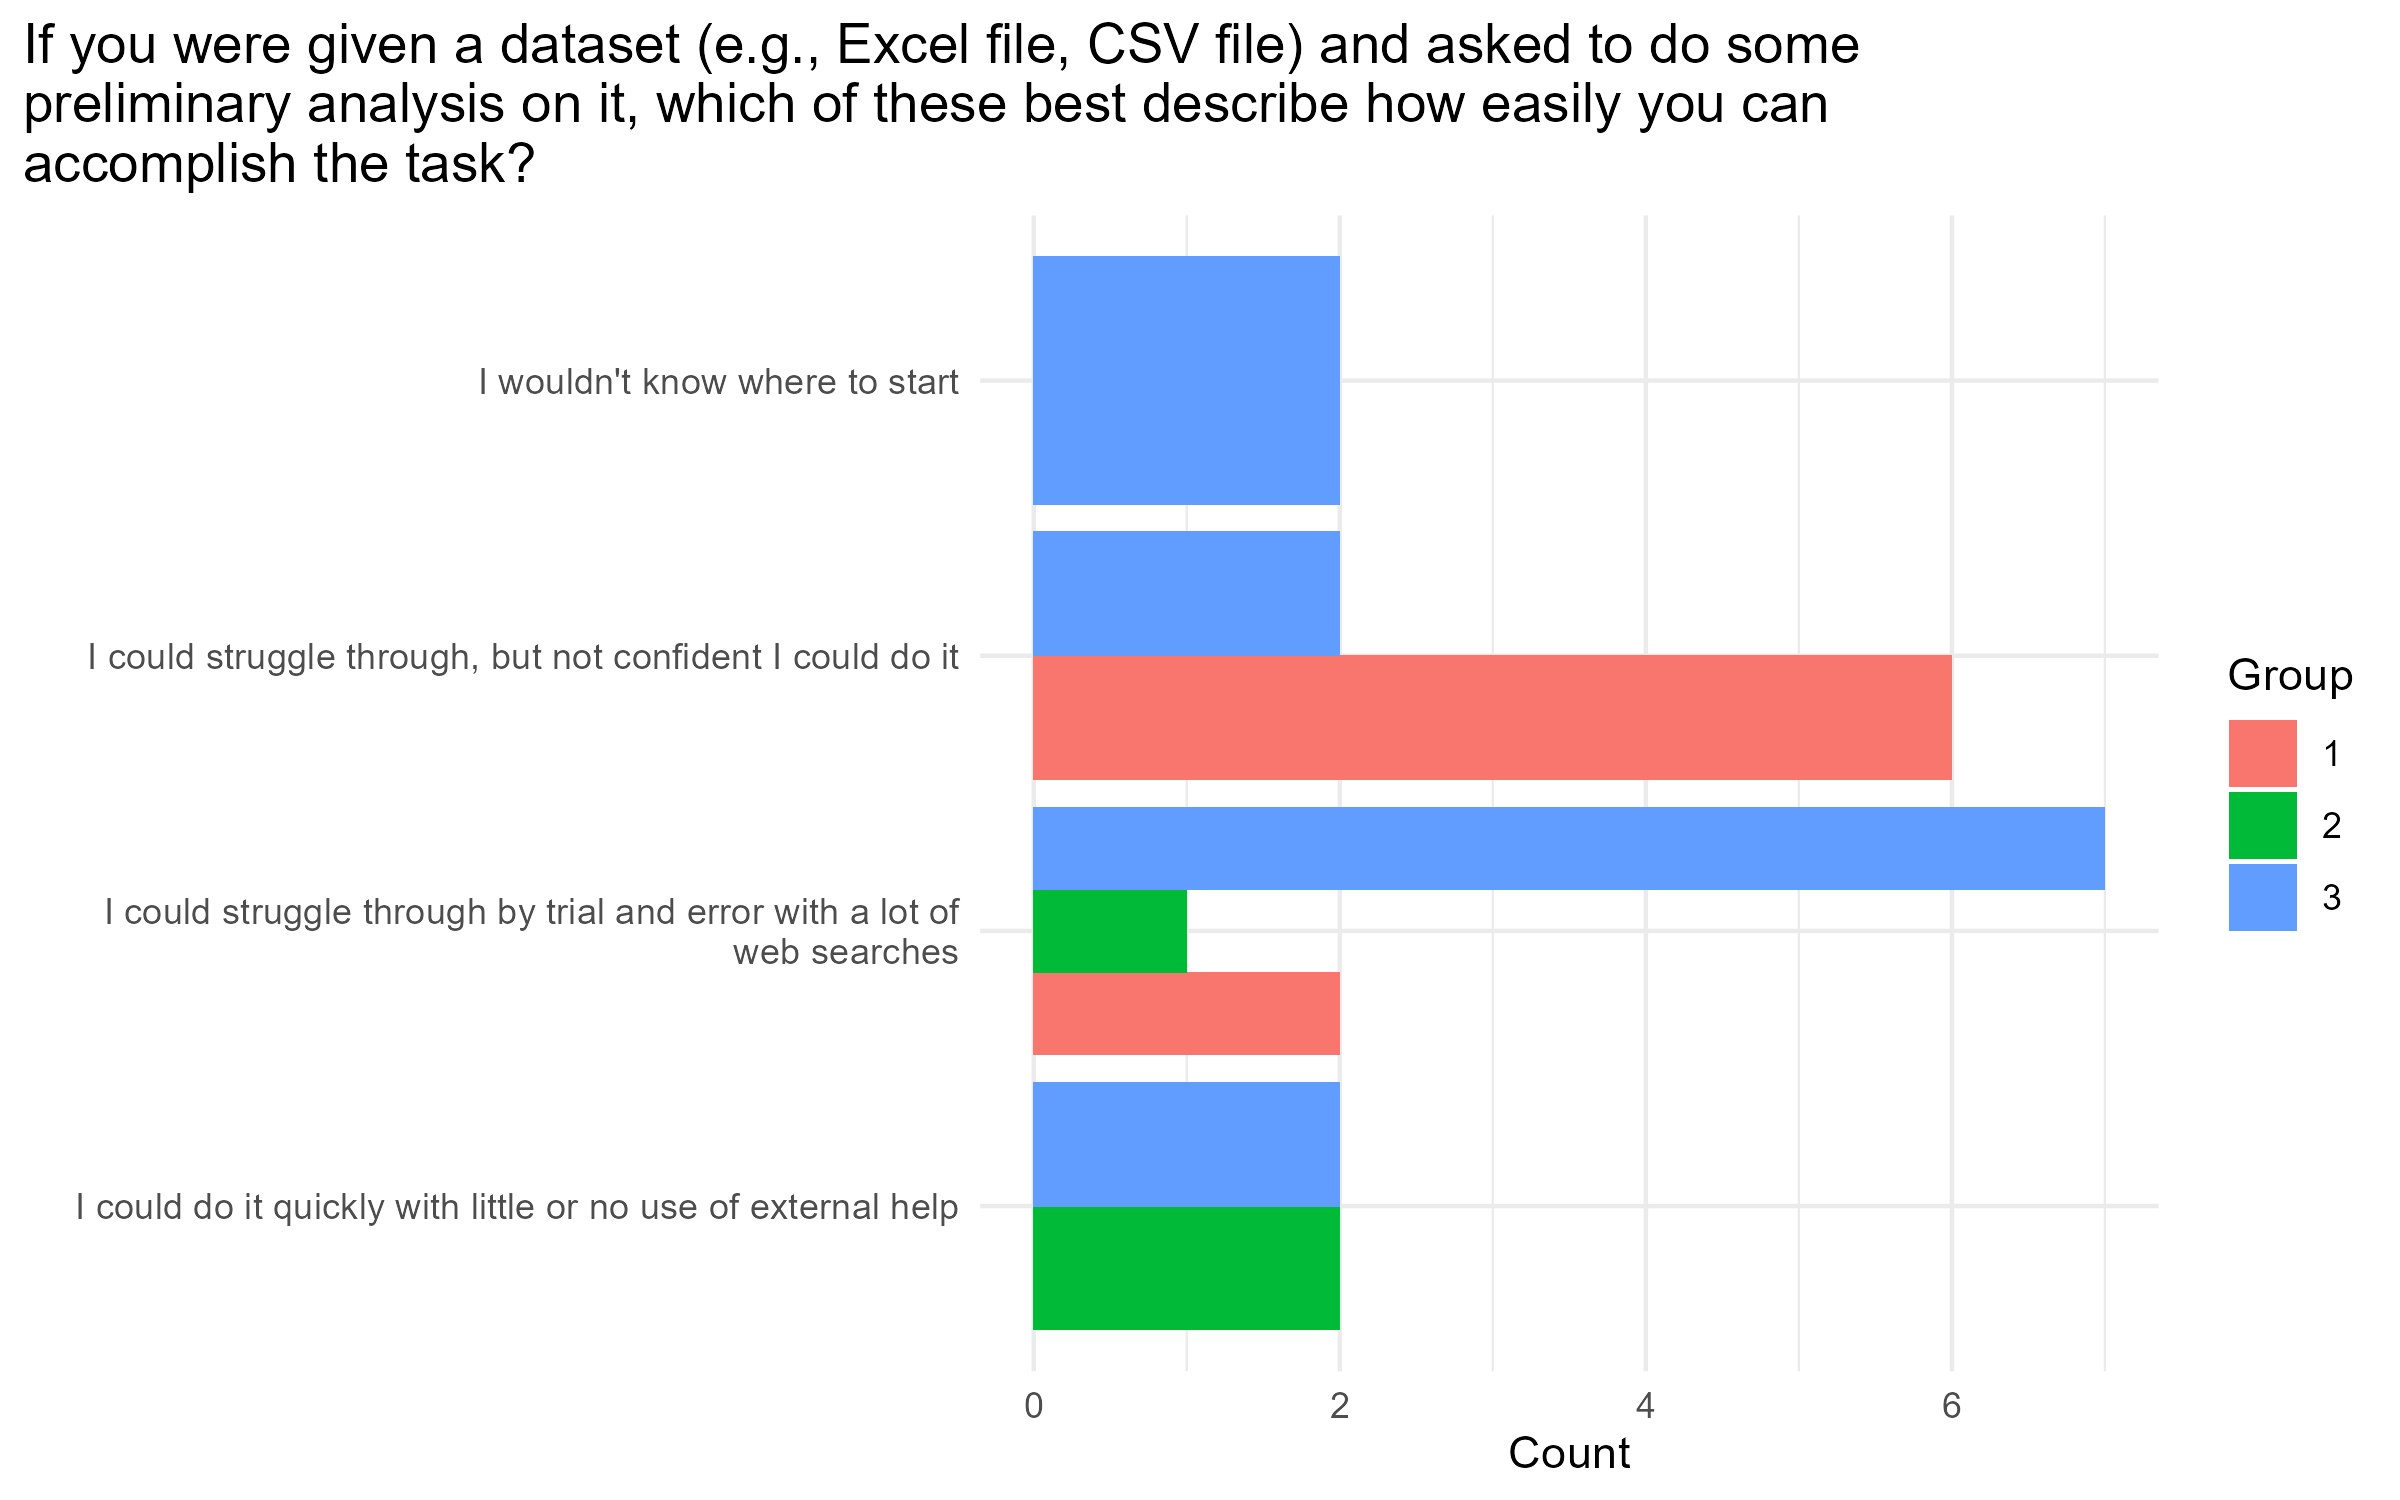 If you were given a dataset (e.g., Excel file, CSV file) and asked to do some
preliminary analysis on it, which of these best describe how easily you can
accomplish the task?
I wouldn't know where to start
I could struggle through, but not confident I could do it
I could struggle through by trial and error with a lot of
web searches
I could do it quickly with little or no use of external help
0 2 4 6
Count
Group
1
2
3